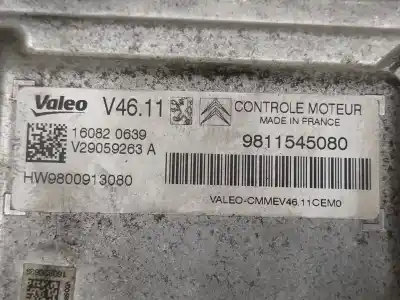 Valeo V46.11 CONTROLE MOTEUR
MADE IN FRANCE
16082 0639
V29059263 A
9811545080
HW9800913080
VALEO-CMMEV46.11CEM0